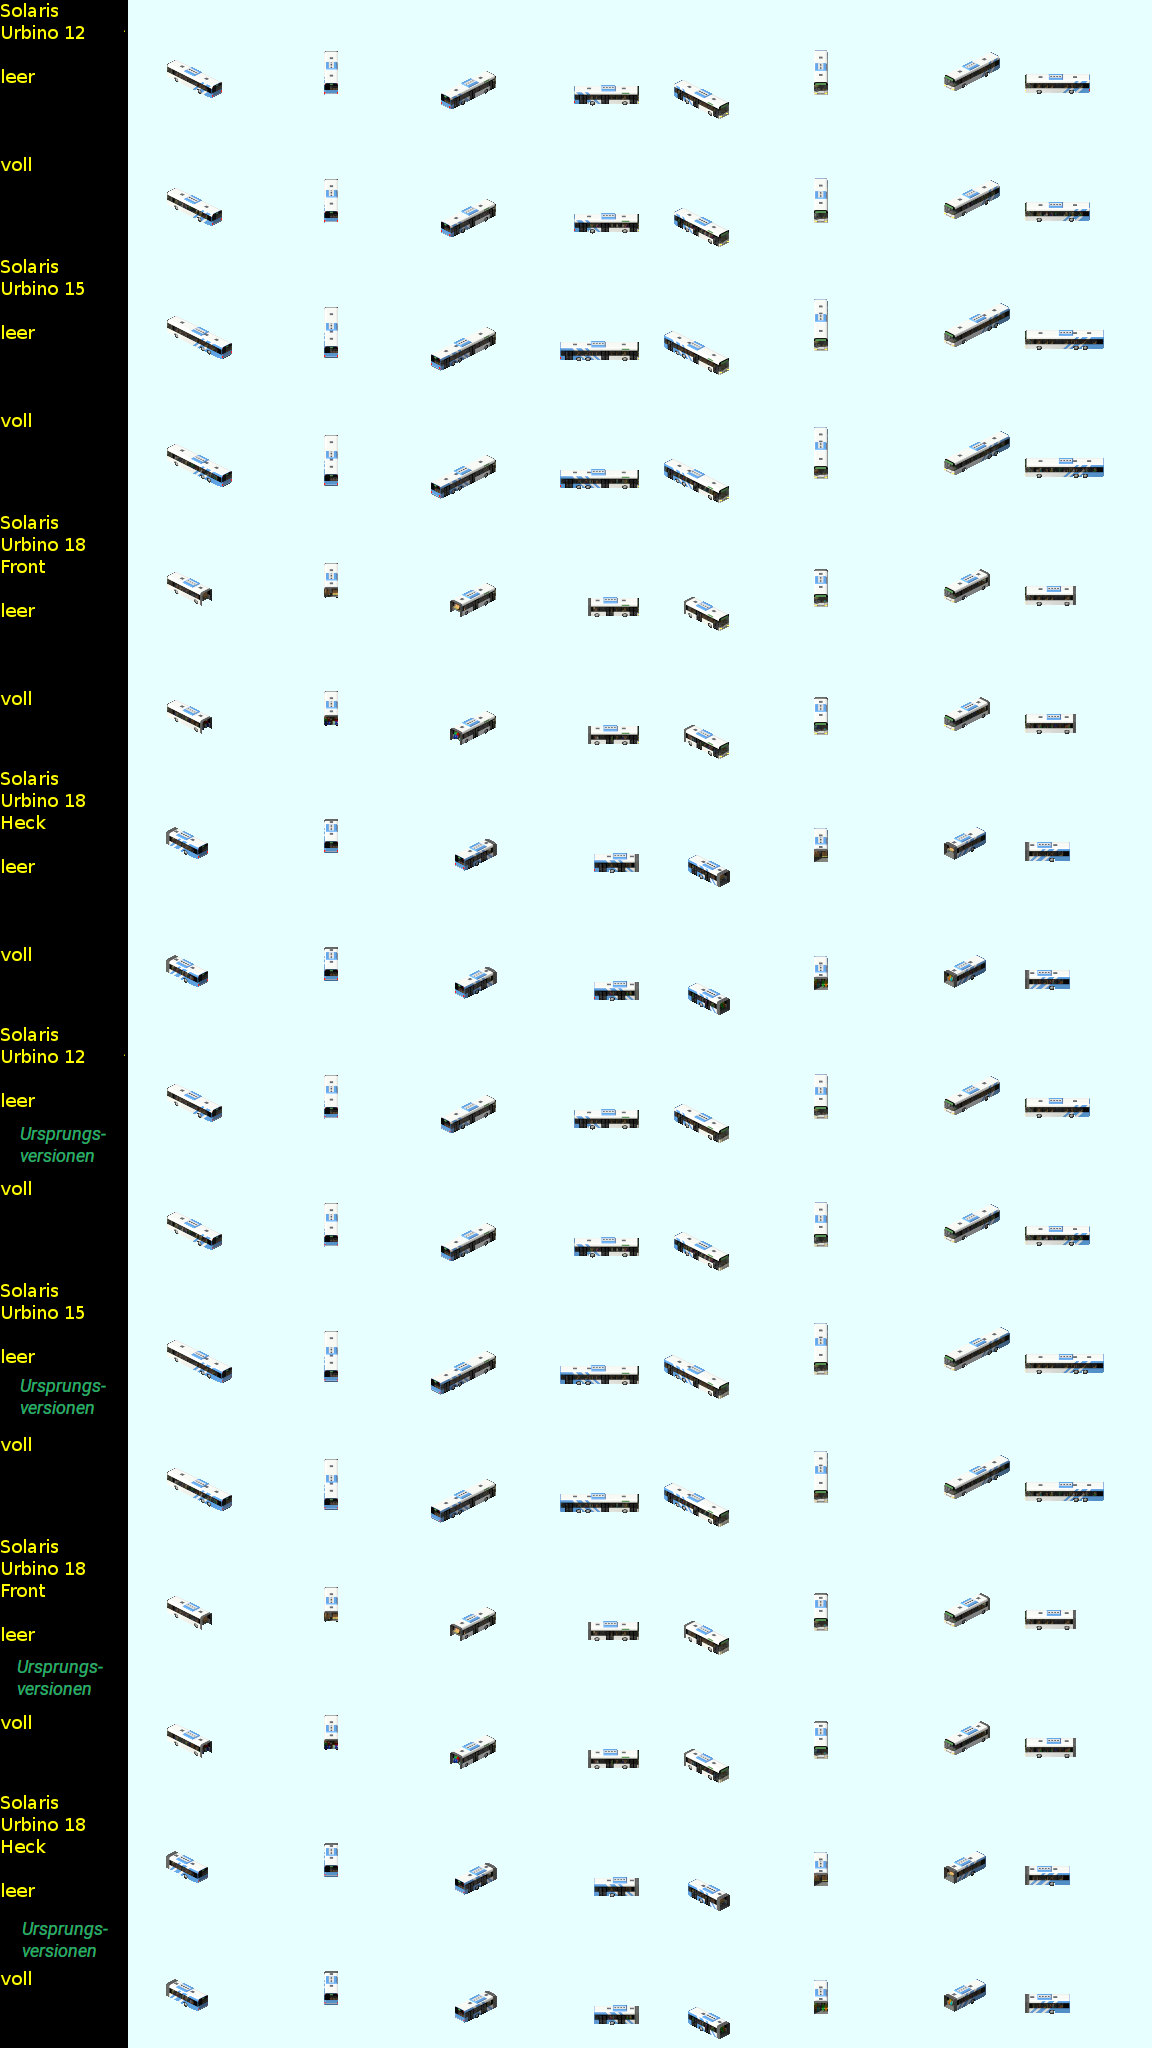 Solaris
Urbino 12
leer
voll
Solaris
Urbino 15
leer
voll
Solaris
Urbino 18
Front
leer
voll
Solaris
Urbino 18
Heck
leer
voll
Solaris
Urbino 12
leer
Ursprungs-
versionen
voll
Solaris
Urbino 15
leer
Ursprungs-
versionen
voll
Solaris
Urbino 18
Front
leer
Ursprungs-
versionen
voll
Solaris
Urbino 18
Heck
leer
Ursprungs-
versionen
voll